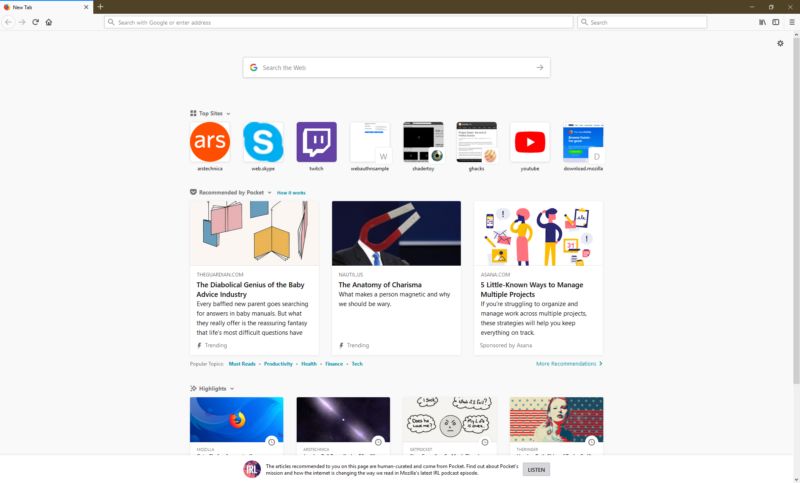 New Tab
Search with Google or enter address
Search
Search the Web
Top Sites
ars
W
D
arstechnica
web.skype
twitch
webauthnsample
shadertoy
ghacks
youtube
download.mozilla
Recommended by Pocket
How it works
THEGUARDIAN.COM
The Diabolical Genius of the Baby
Advice Industry
Every baffled new parent goes searching
for answers in baby manuals. But what
they really offer is the reassuring fantasy
that life's most difficult questions have
Trending
NAUTIL.US
The Anatomy of Charisma
What makes a person magnetic and why
we should be wary.
Trending
ASANA.COM
5 Little-Known Ways to Manage
Multiple Projects
If you're struggling to organize and
manage work across multiple projects,
these strategies will help you keep
everything on track.
Sponsored by Asana
Popular Topics: Must Reads • Productivity • Health • Finance • Tech
More Recommendations
Highlights
Does he
Love me?
MOZILLA
ARSTECHNICA
GETPOCKET
THERINGER
IRL
The articles recommended to you on this page are human-curated and come from Pocket. Find out about Pocket's
mission and how the internet is changing the way we read in Mozilla's latest IRL podcast episode.
LISTEN